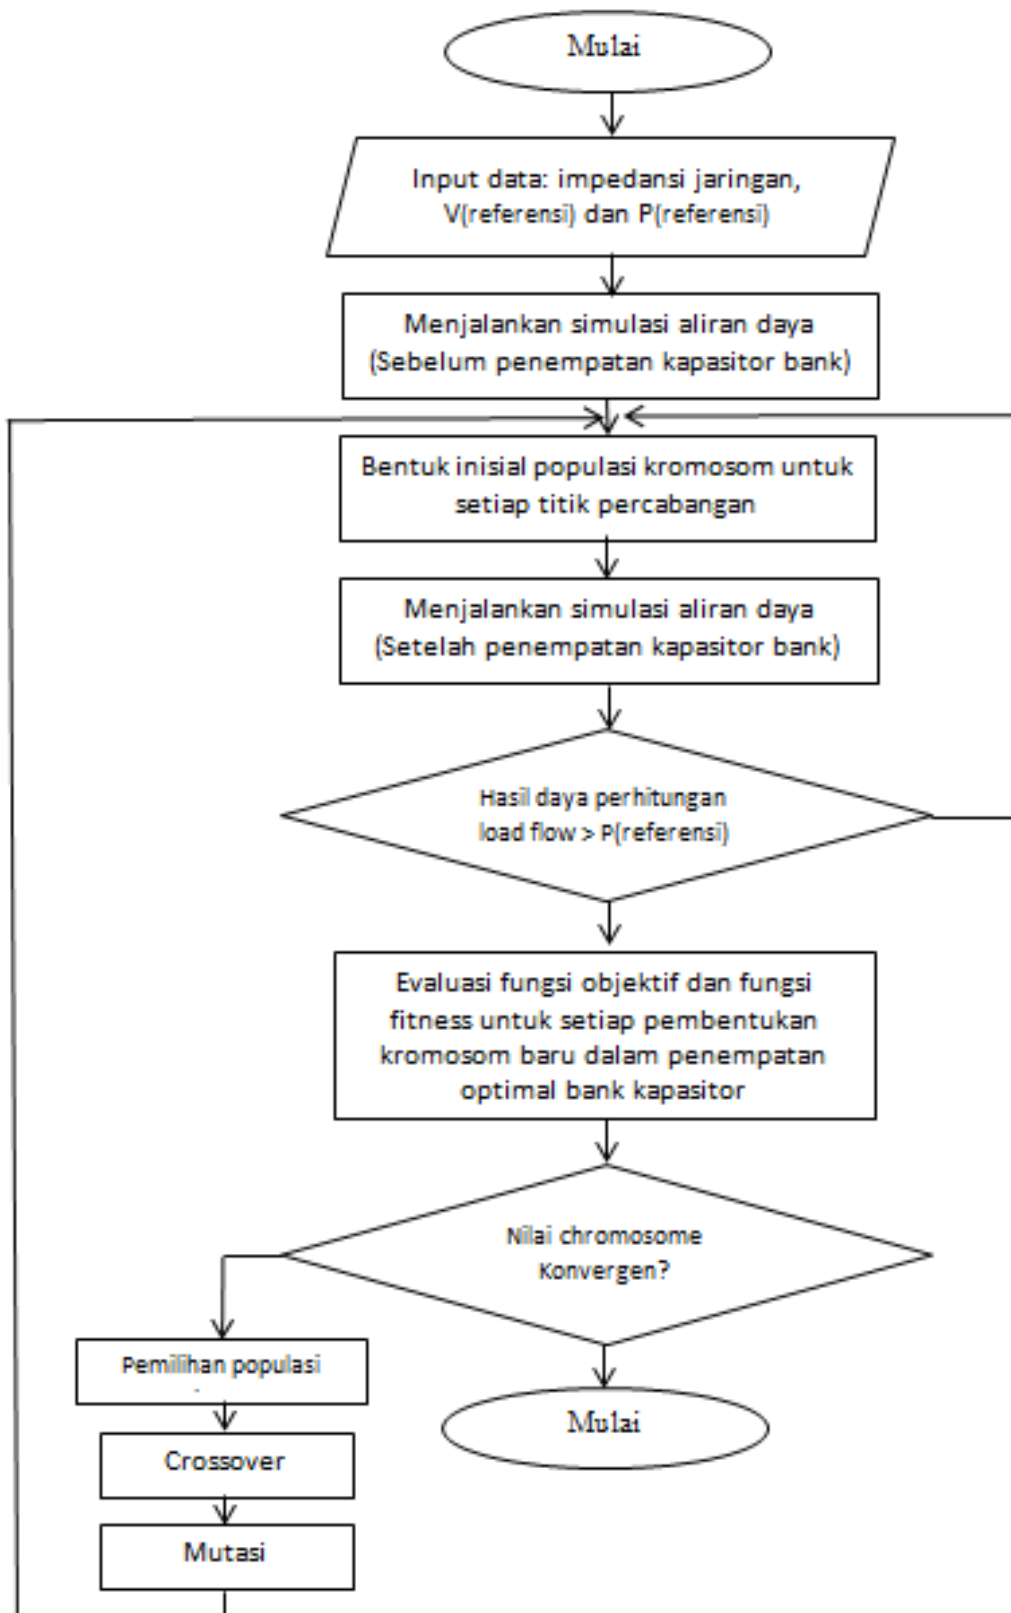 Mulai
Input data: impedansi jaringan,
V(referensi) dan P(referensi)
Menjalankan simulasi aliran daya
(Sebelum penempatan kapasitor bank)
Bentuk inisial populasi kromosom untuk
setiap titik percabangan
Menjalankan simulasi aliran daya
(Setelah penempatan kapasitor bank)
Hasil daya perhitungan
load flow > P(referensi)
Evaluasi fungsi objektif dan fungsi
fitness untuk setiap pembentukan
kromosom baru dalam penempatan
optimal bank kapasitor
Nilai chromosome
Konvergen?
Pemilihan populasi
Mulai
Crossover
Mutasi